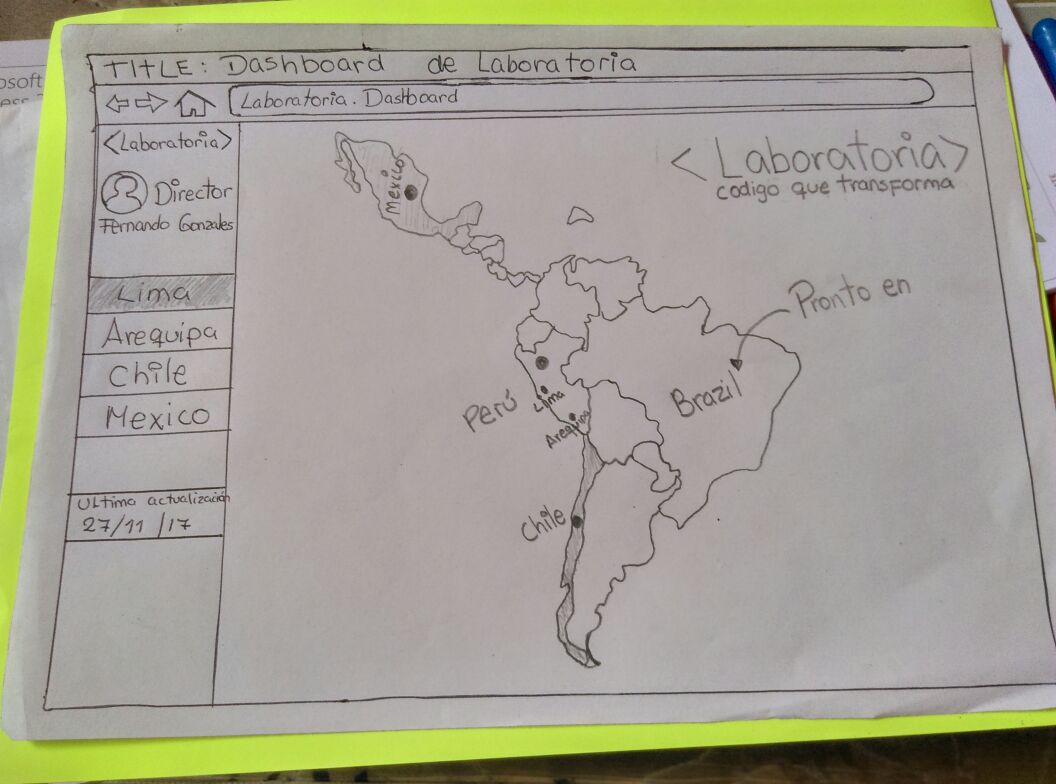 osoft
TITLE: Dashboard de Laboratoria
Laboratoria. Dashboard
<Laboratoria>
Director
Fernando Gonzales
Lima
Arequipa
Chile
Mexico
Ultima actualización
27/11/17
<Laboratoria>
codigo que transforma
Mexico
Pronto en
Brazil
Perú
Lima
Arequipa
Chile